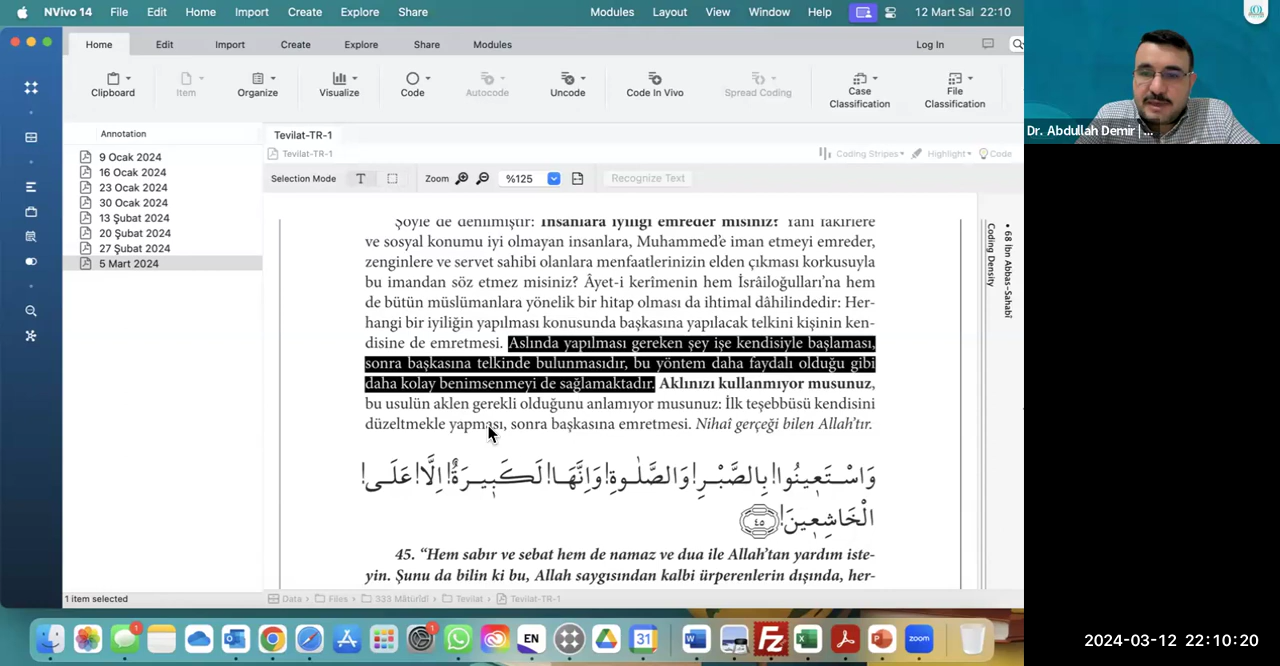 NVivo 14 File Edit Home Import Create Explore Share Modules Layout View Window Help 12 Mart Sal 22:10
Home Edit Import Create Explore Share Modules Log In
Clipboard Item Organize Visualize Code Autocode Uncode Code In Vivo Spread Coding Case Classification File Classification
Annotation
9 Ocak 2024
16 Ocak 2024
23 Ocak 2024
30 Ocak 2024
13 Şubat 2024
20 Şubat 2024
27 Şubat 2024
5 Mart 2024
Tevilat-TR-1
Tevilat-TR-1 Coding Stripes Highlight Code
Selection Mode T Zoom %125 Recognize Text
Şöyle de denilmiştir: İnsanlara iyiliği emreder misiniz? Yani fakirlere
ve sosyal konumu iyi olmayan insanlara, Muhammed’e iman etmeyi emreder,
zenginlere ve servet sahibi olanlara menfaatlerinizin elden çıkması korkusuyla
bu imandan söz etmez misiniz? Âyet-i kerîmenin hem İsrâiloğulları’na hem
de bütün müslümanlara yönelik bir hitap olması da ihtimal dâhilindedir: Her-
hangi bir iyiliğin yapılması konusunda başkasına yapılacak telkini kişinin ken-
disine de emretmesi. Aslında yapılması gereken şey işe kendisiyle başlaması,
sonra başkasına telkinde bulunmasıdır, bu yöntem daha faydalı olduğu gibi
daha kolay benimsenmeyi de sağlamaktadır. Aklınızı kullanmıyor musunuz,
bu usulün aklen gerekli olduğunu anlamıyor musunuz: İlk teşebbüsü kendisini
düzeltmekle yapması, sonra başkasına emretmesi. Nihaî gerçeği bilen Allah’tır.
وَاسْتَعٖينُوا بِالصَّبْرِ وَالصَّلٰوةِ وَاِنَّهَا لَكَبٖيرَةٌ اِلَّا عَلَى
الْخَاشِعٖينَ ٤٥
45. “Hem sabır ve sebat hem de namaz ve dua ile Allah’tan yardım iste-
yin. Şunu da bilin ki bu, Allah saygısından kalbi ürperenlerin dışında, her-
Coding Density
68 Ibn Abbas-Sahabi
1 item selected
Data Files 333 Mâtürîdî Tevilat Tevilat-TR-1
1
1
EN
31
zoom
Dr. Abdullah Demir | ...
2024-03-12 22:10:20